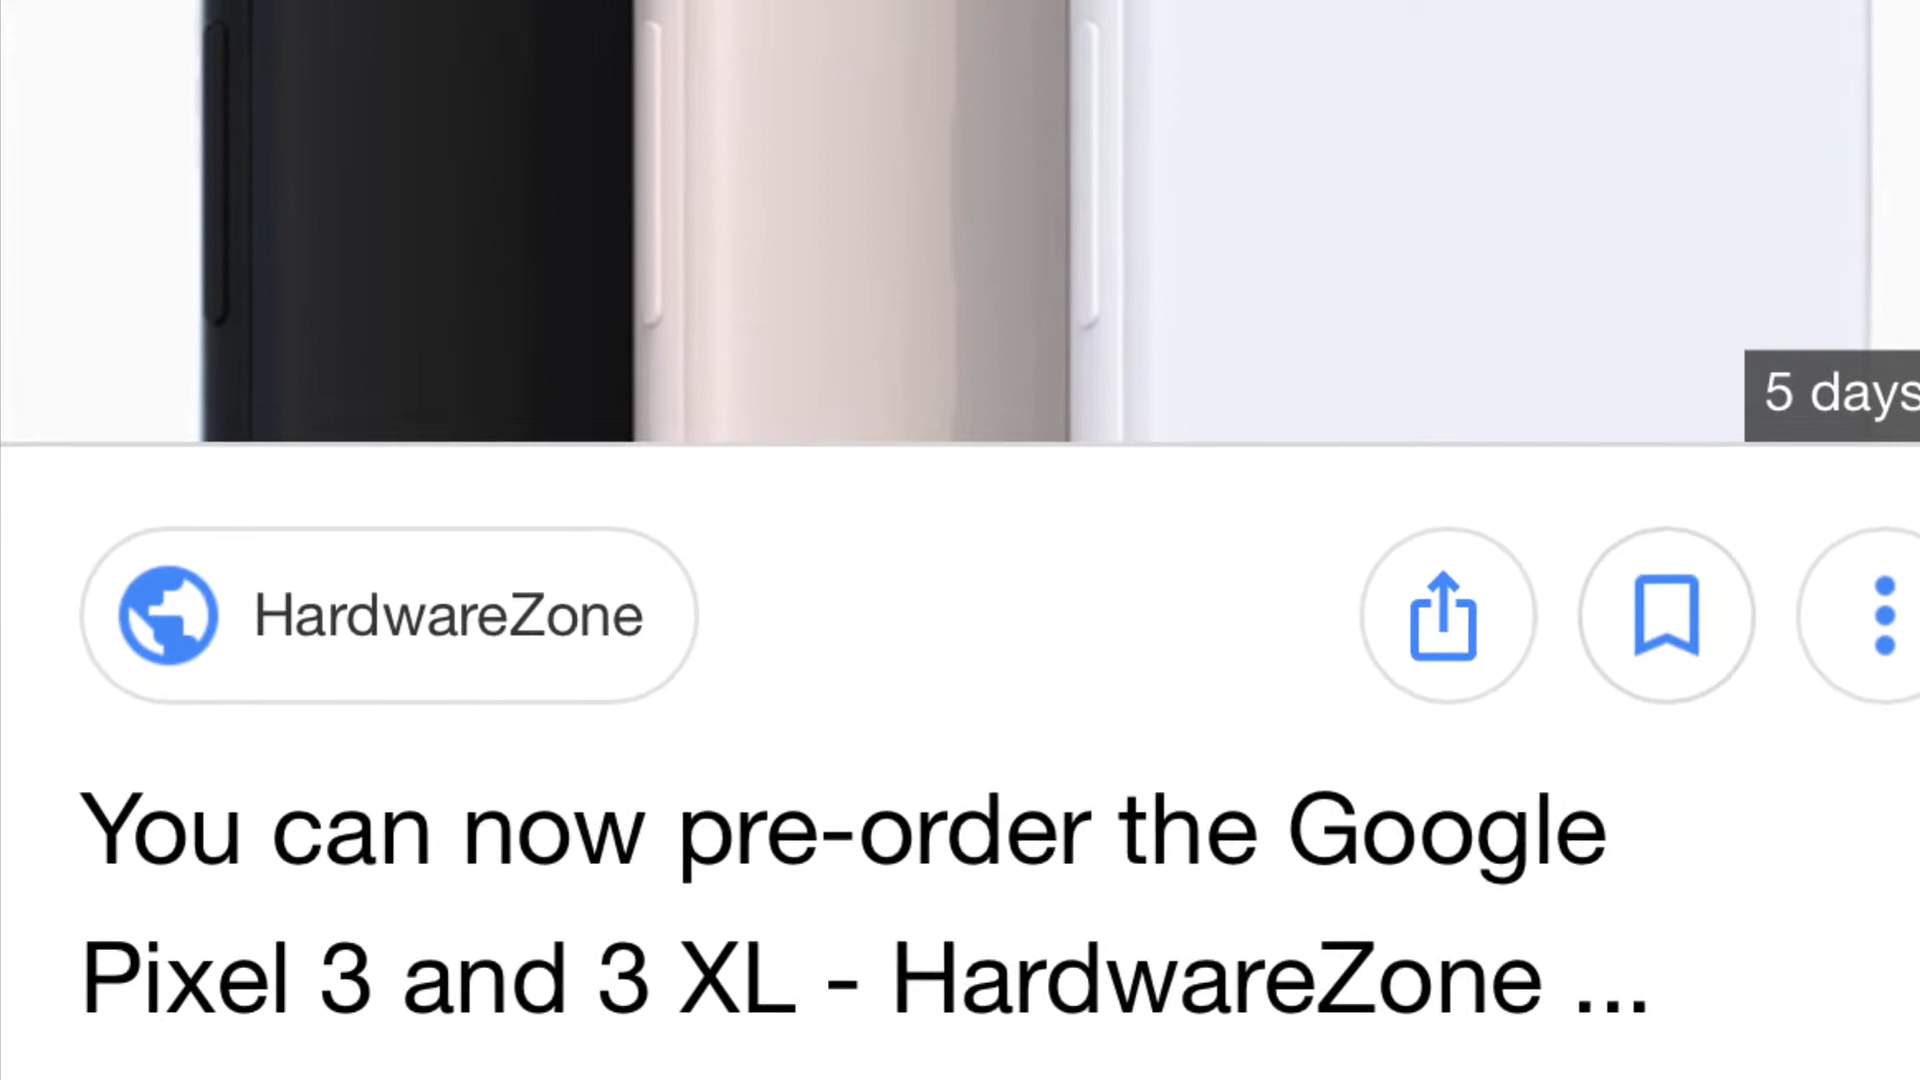 5 days
HardwareZone
You can now pre-order the Google
Pixel 3 and 3 XL - HardwareZone ...